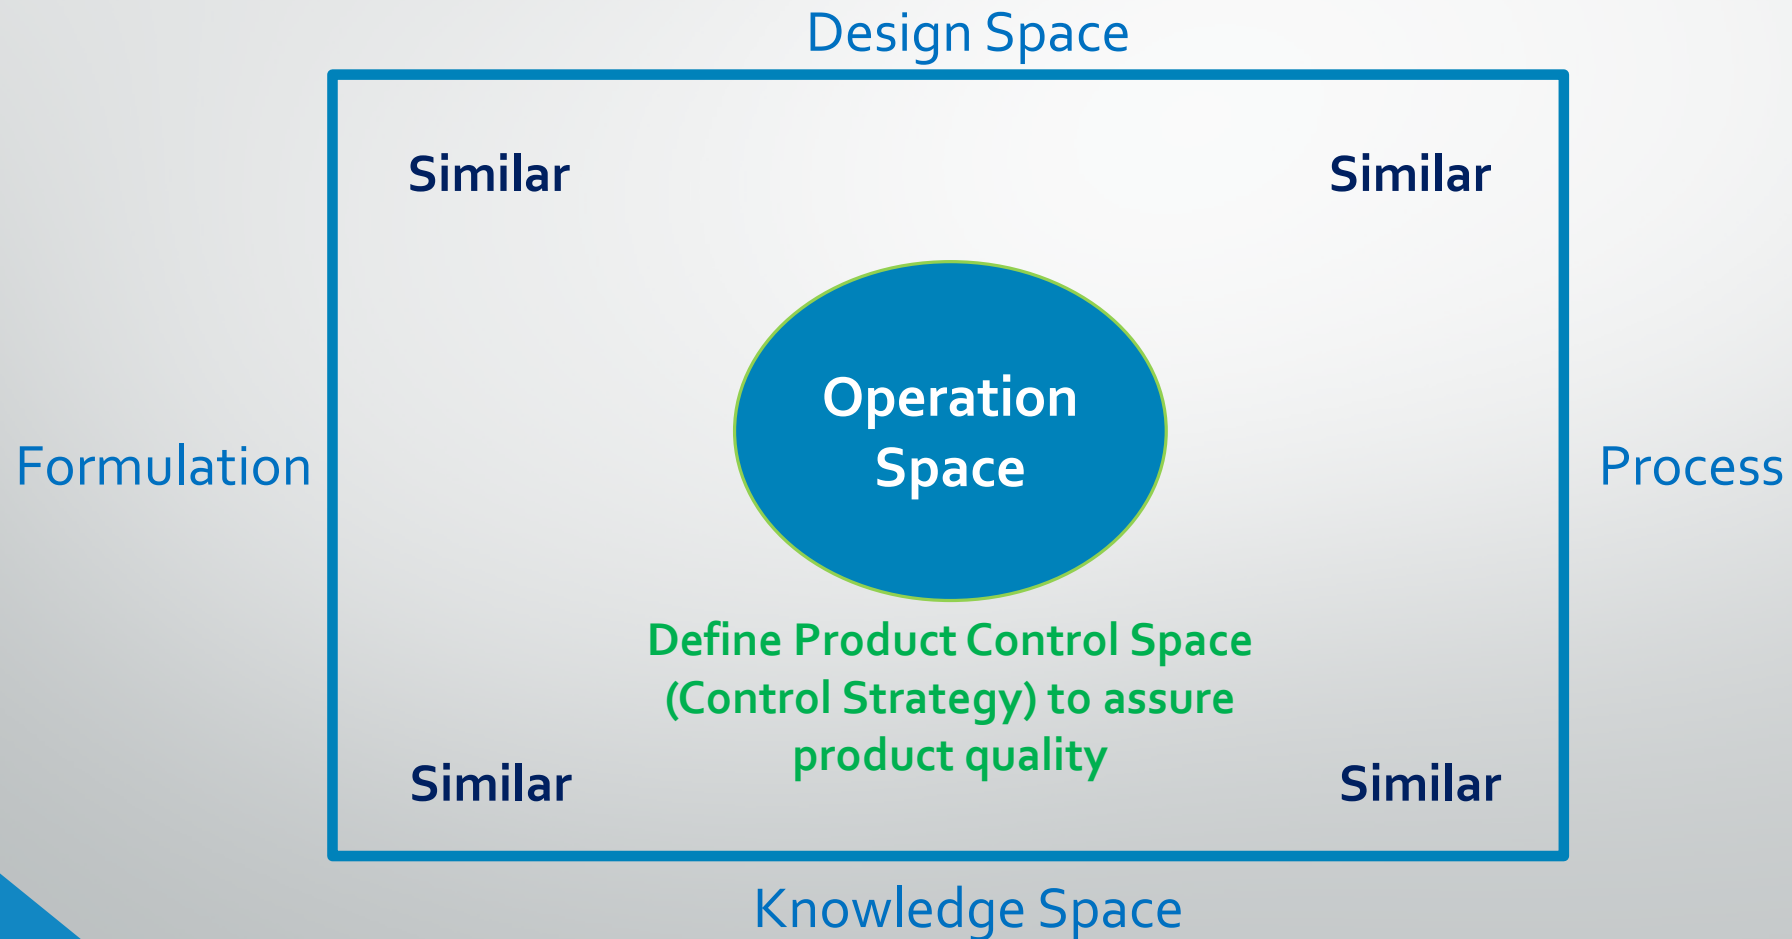 Design Space
Similar
Similar
Operation
Space
Formulation
Process
Define Product Control Space
(Control Strategy) to assure
product quality
Similar
Similar
Knowledge Space